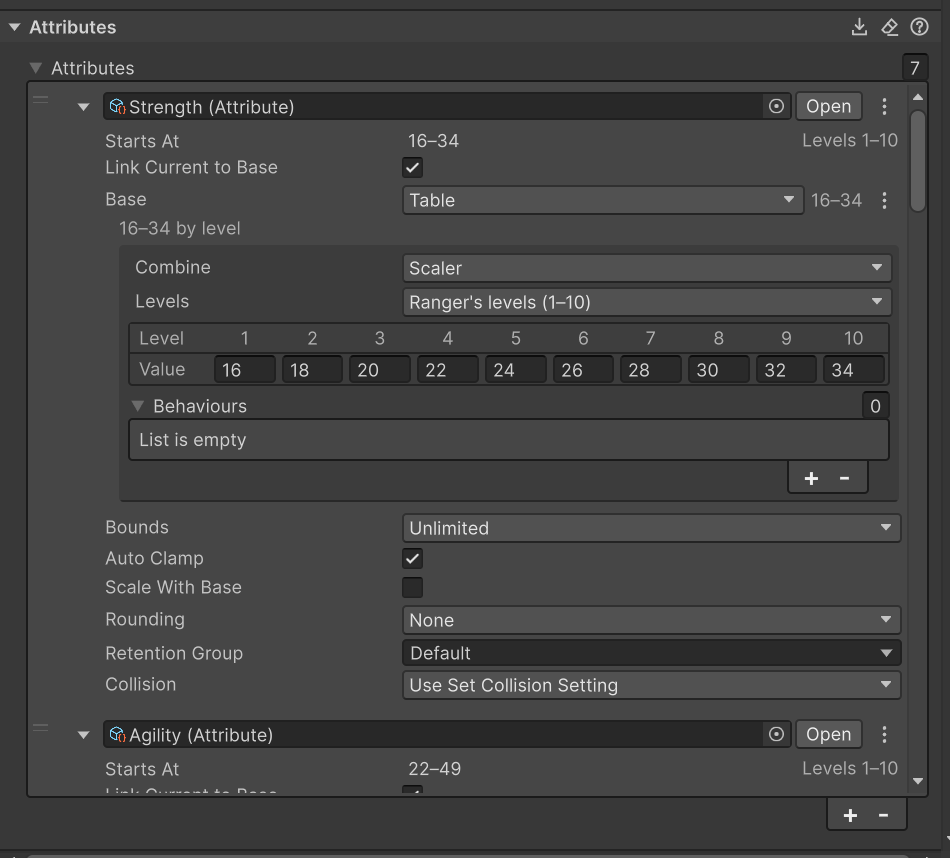 Attributes
Attributes 7
Strength (Attribute) Open
Starts At 16–34 Levels 1–10
Link Current to Base
Base Table 16–34
16–34 by level
Combine Scaler
Levels Ranger's levels (1–10)
Level 1 2 3 4 5 6 7 8 9 10
Value 16 18 20 22 24 26 28 30 32 34
Behaviours 0
List is empty
+ -
Bounds Unlimited
Auto Clamp
Scale With Base
Rounding None
Retention Group Default
Collision Use Set Collision Setting
Agility (Attribute) Open
Starts At 22–49 Levels 1–10
Link Current to Base
+ -